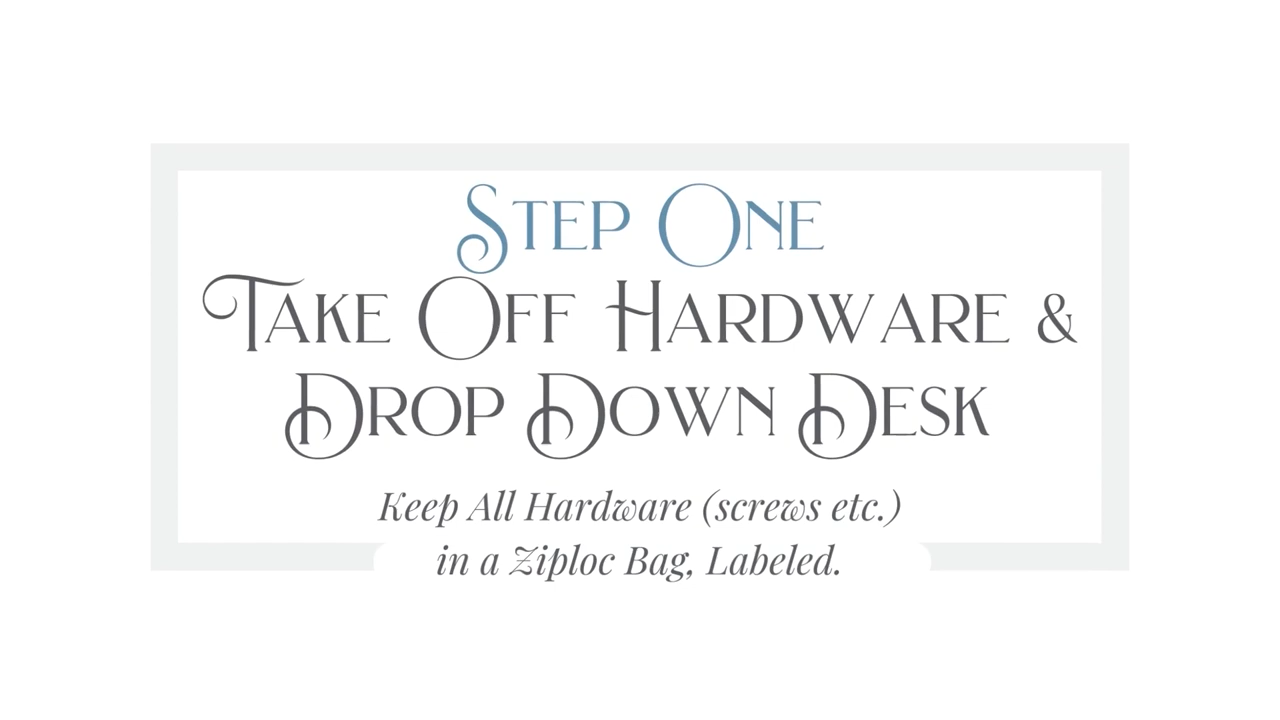 Step One
Take Off Hardware &
Drop Down Desk
Keep All Hardware (screws etc.)
in a Ziploc Bag, Labeled.